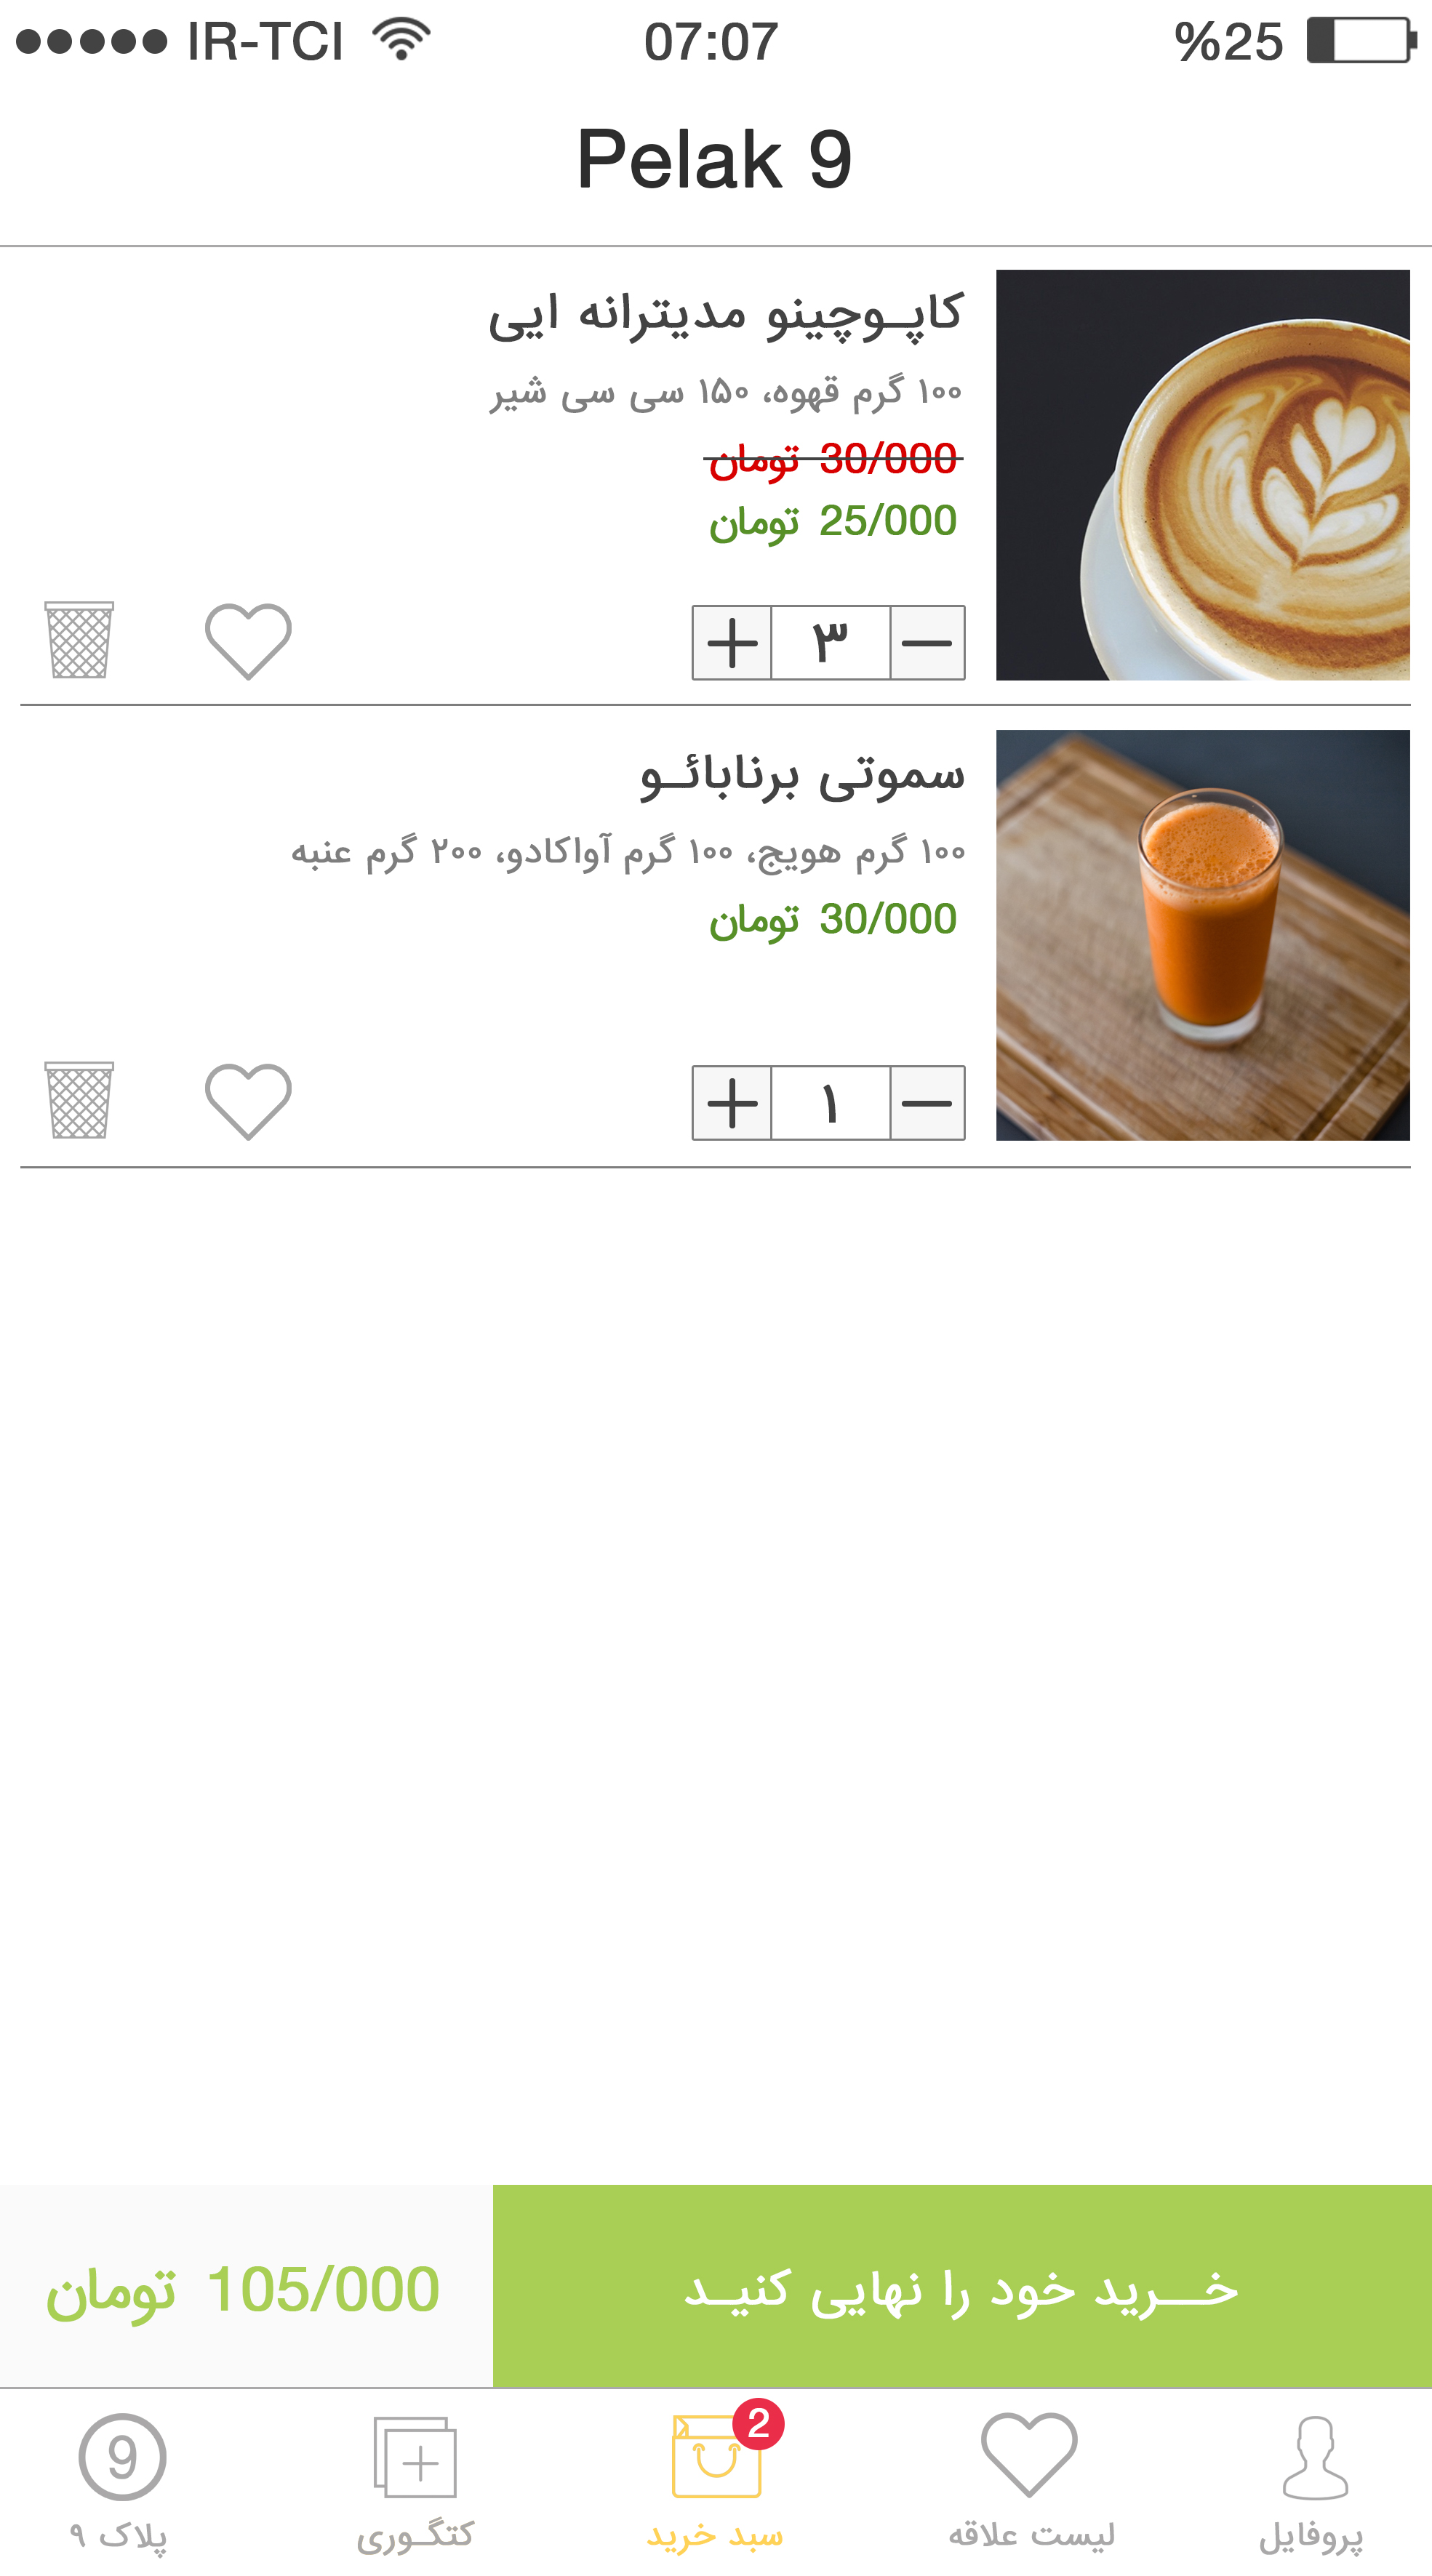 IR-TCI 07:07 %25
Pelak 9
کاپـوچینو مدیترانه ایی
۱۰۰ گرم قهوه، ۱۵۰ سی سی شیر
30/000 تومان
25/000 تومان
۳
سموتی برنابائـو
۱۰۰ گرم هویج، ۱۰۰ گرم آواکادو، ۲۰۰ گرم عنبه
30/000 تومان
۱
خــرید خود را نهایی کنیـد
105/000 تومان
2
9
پروفایل
لیست علاقه
سبد خرید
کتگـوری
پلاک ۹